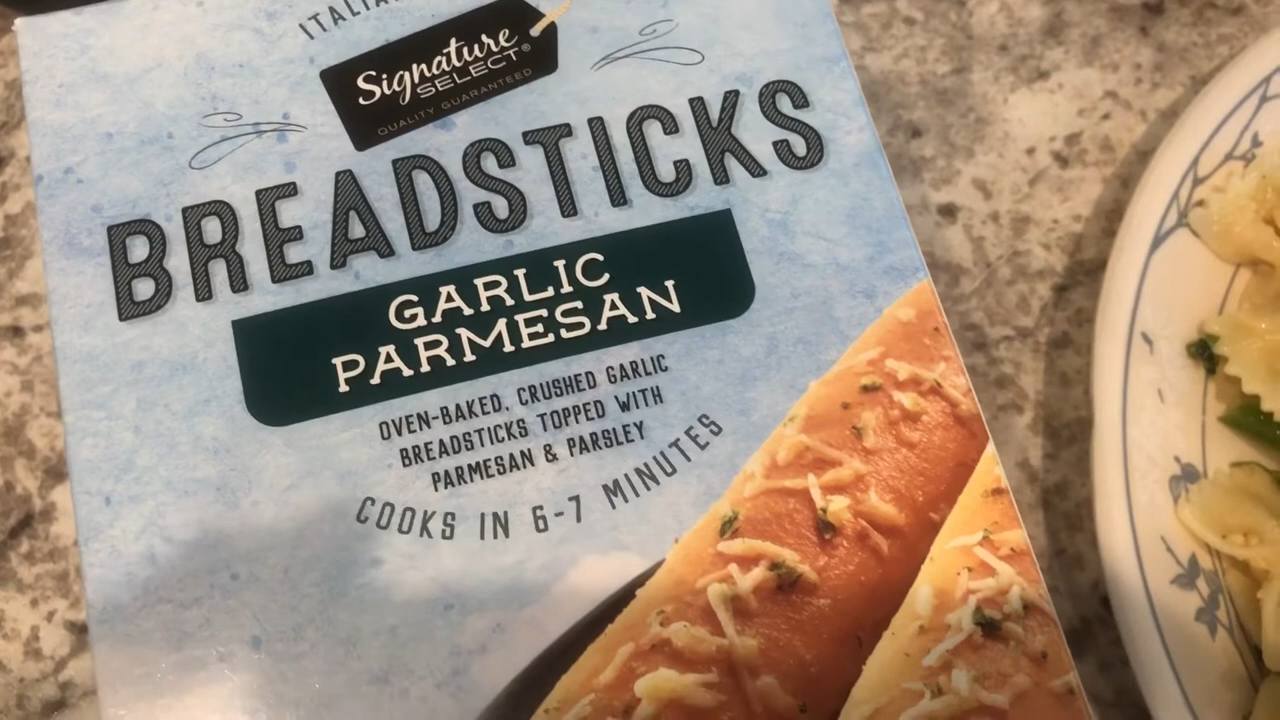 Signature
SELECT®
QUALITY GUARANTEED
BREADSTICKS
GARLIC
PARMESAN
OVEN-BAKED, CRUSHED GARLIC
BREADSTICKS TOPPED WITH
PARMESAN & PARSLEY
COOKS IN 6-7 MINUTES